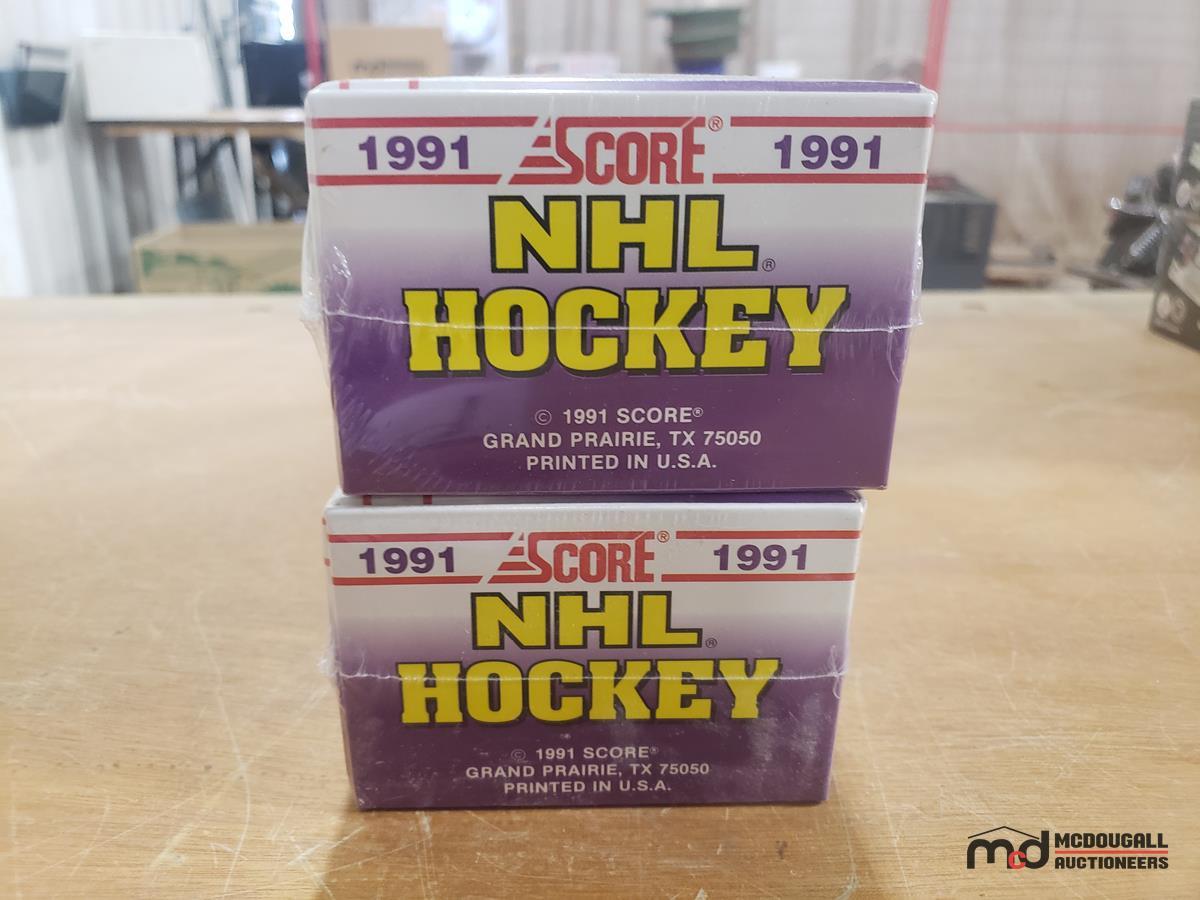 1991 SCORE® 1991
NHL®
HOCKEY
© 1991 SCORE®
GRAND PRAIRIE, TX 75050
PRINTED IN U.S.A.
1991 SCORE® 1991
NHL®
HOCKEY
© 1991 SCORE®
GRAND PRAIRIE, TX 75050
PRINTED IN U.S.A.
mcd MCDOUGALL
AUCTIONEERS